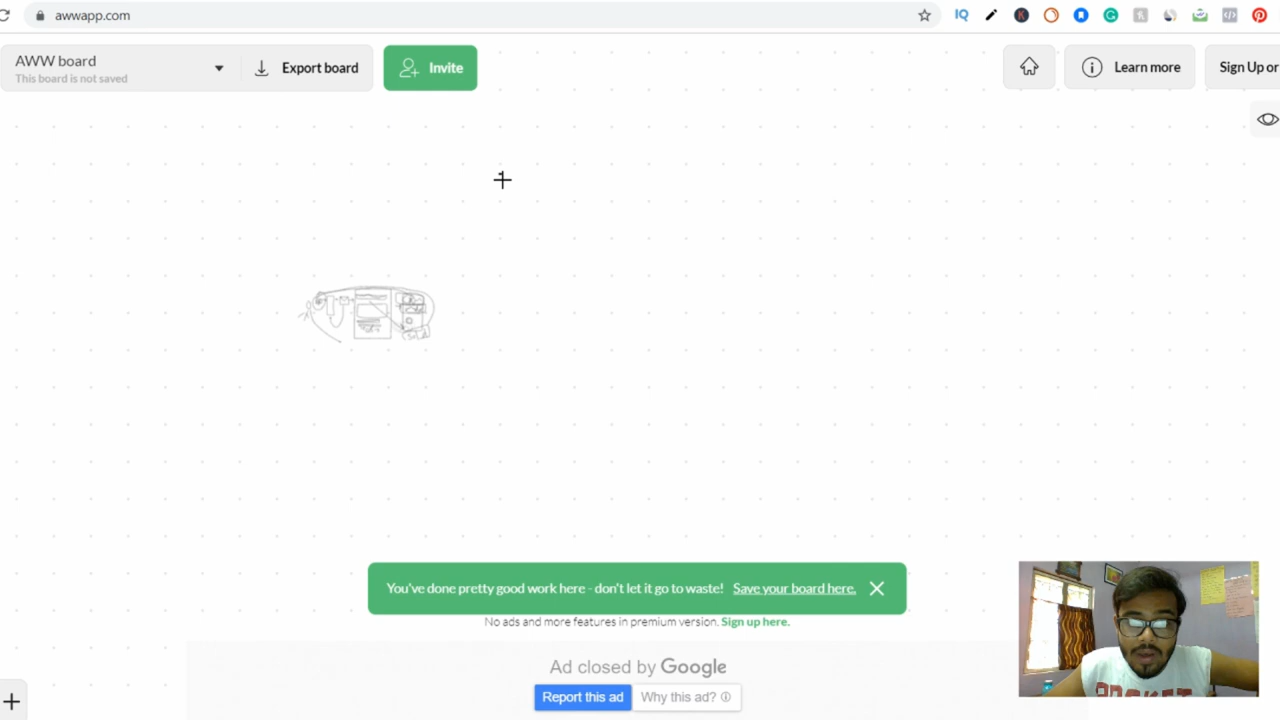 awwapp.com
AWW board
This board is not saved
Export board
Invite
Learn more
Sign Up or
You've done pretty good work here - don't let it go to waste! Save your board here.
No ads and more features in premium version. Sign up here.
Ad closed by Google
Report this ad
Why this ad?